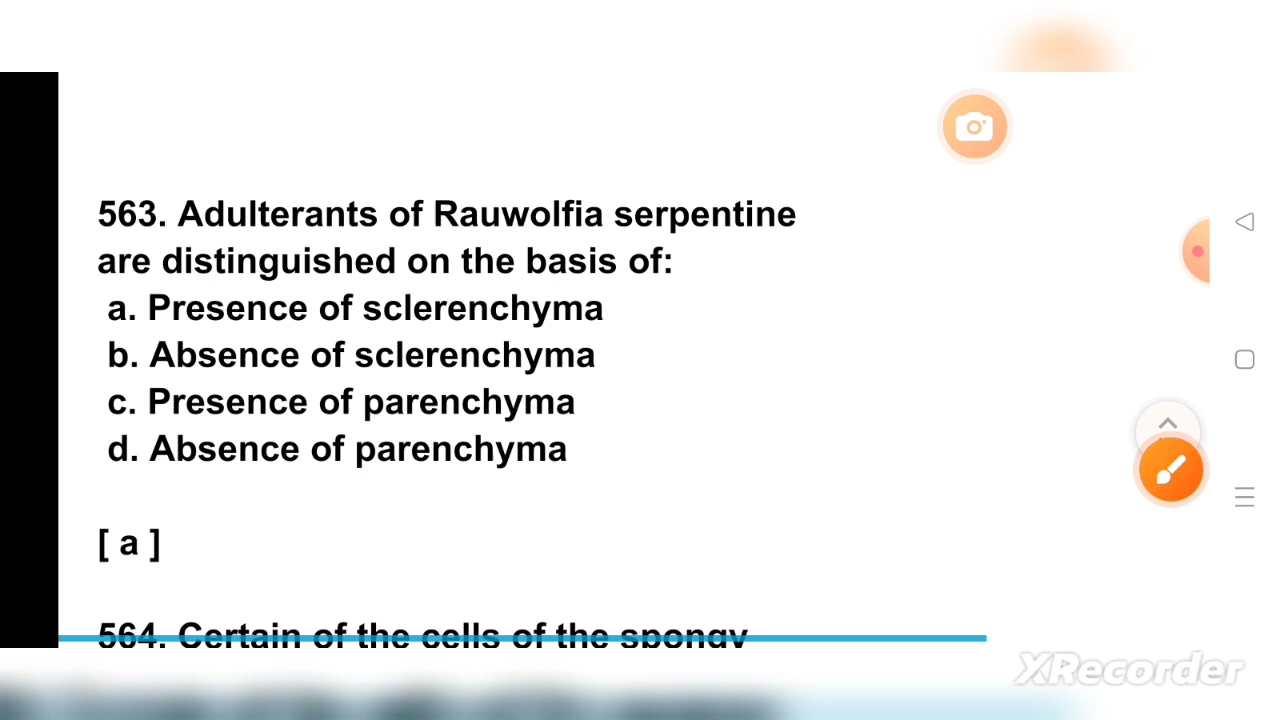 563. Adulterants of Rauwolfia serpentine
are distinguished on the basis of:
a. Presence of sclerenchyma
b. Absence of sclerenchyma
c. Presence of parenchyma
d. Absence of parenchyma
[ a ]
564. Certain of the cells of the spongy
XRecorder